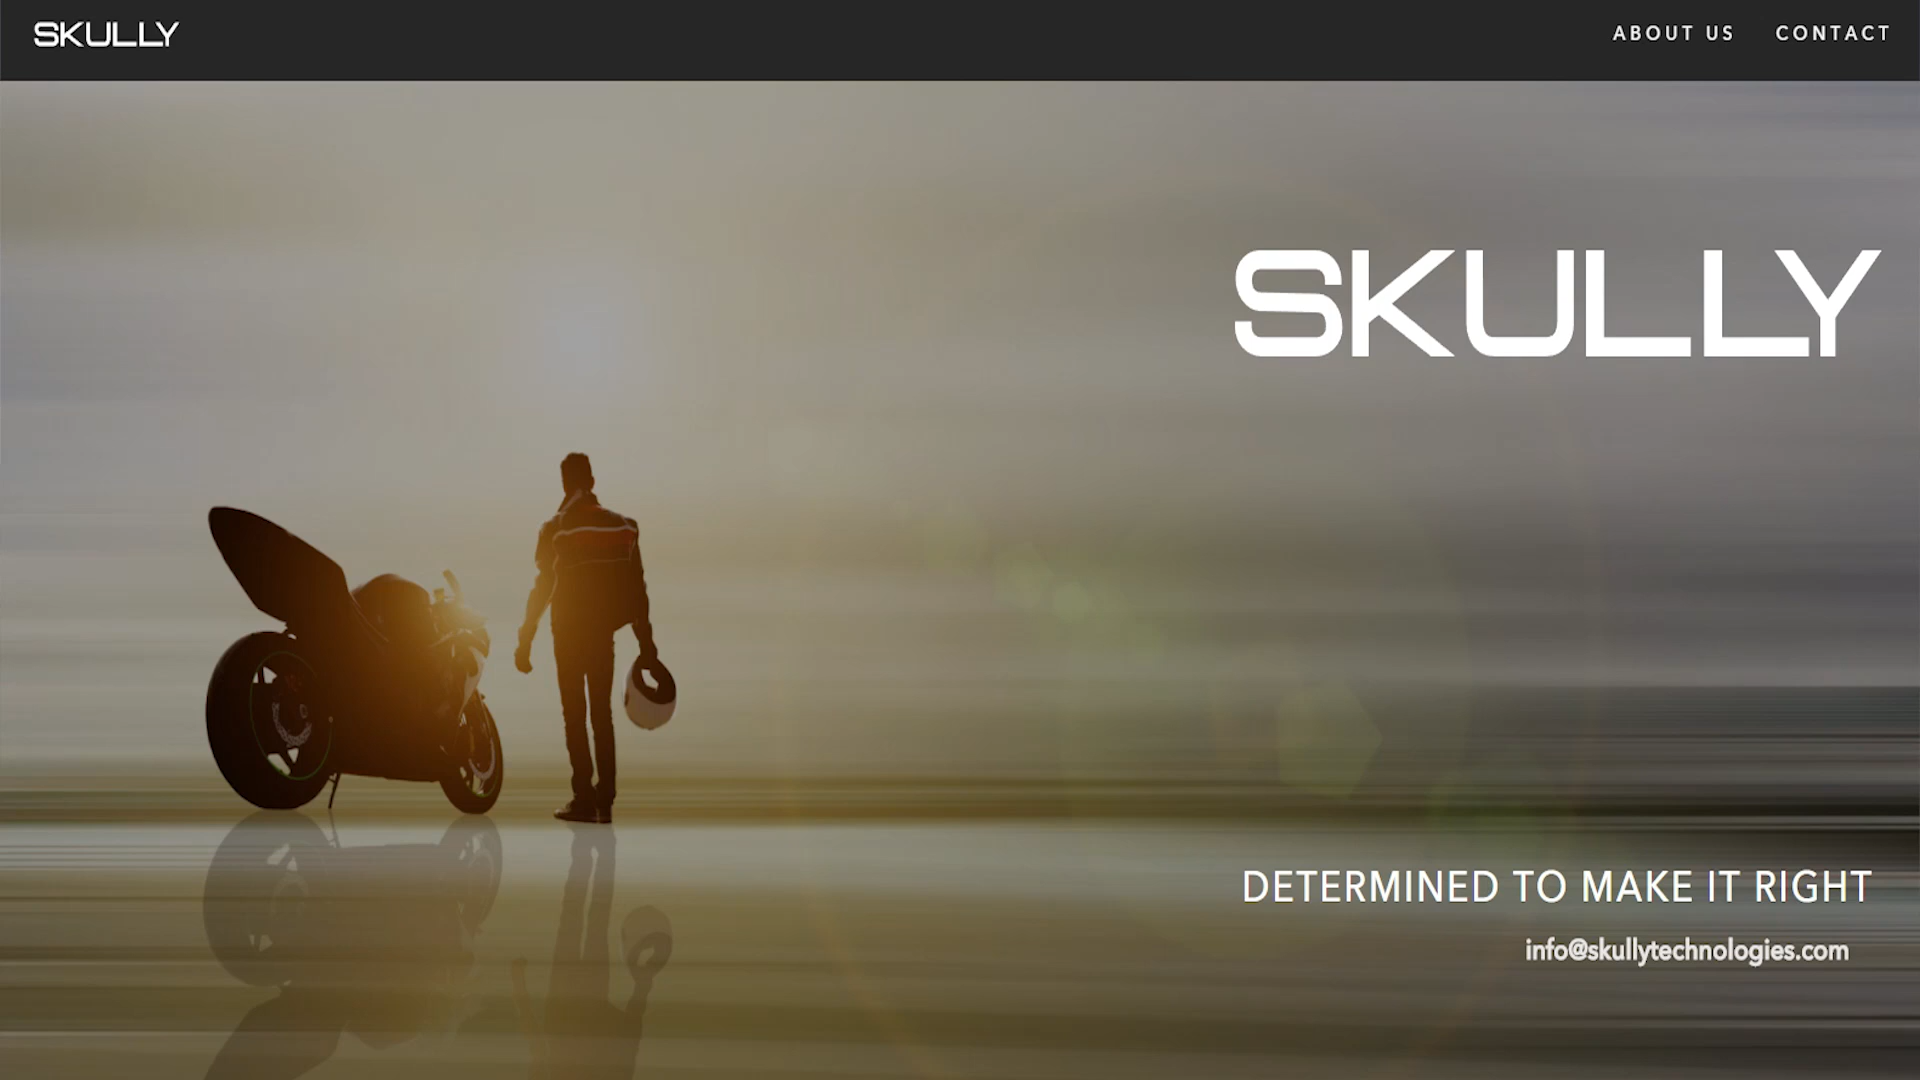 SKULLY
ABOUT US
CONTACT
SKULLY
DETERMINED TO MAKE IT RIGHT
info@skullytechnologies.com